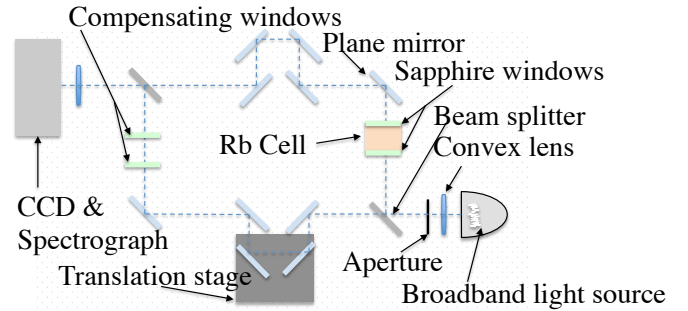 Compensating windows
Plane mirror
Sapphire windows
Beam splitter
Convex lens
Rb Cell
CCD &
Spectrograph
Aperture
Translation stage
Broadband light source